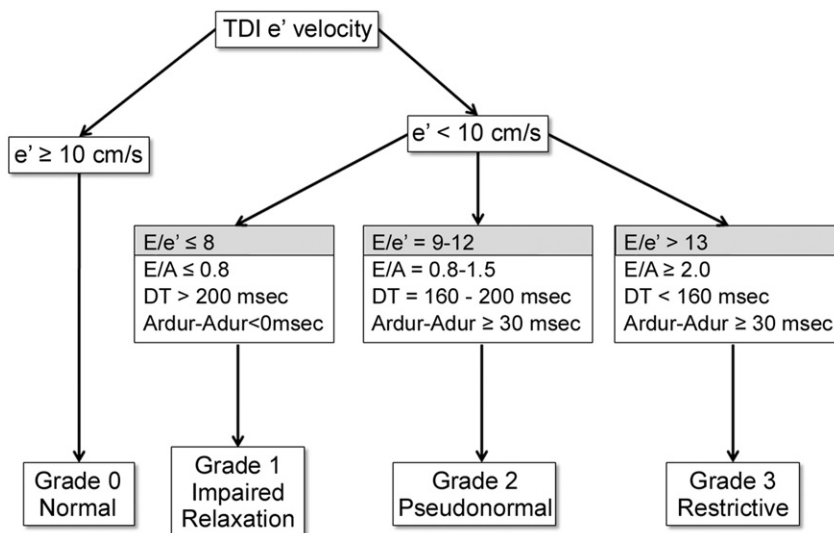 TDI e' velocity
e' ≥ 10 cm/s
e' < 10 cm/s
E/e' ≤ 8
E/A ≤ 0.8
DT > 200 msec
Ardur-Adur<0msec
E/e' = 9-12
E/A = 0.8-1.5
DT = 160 - 200 msec
Ardur-Adur ≥ 30 msec
E/e' > 13
E/A ≥ 2.0
DT < 160 msec
Ardur-Adur ≥ 30 msec
Grade 0
Normal
Grade 1
Impaired
Relaxation
Grade 2
Pseudonormal
Grade 3
Restrictive